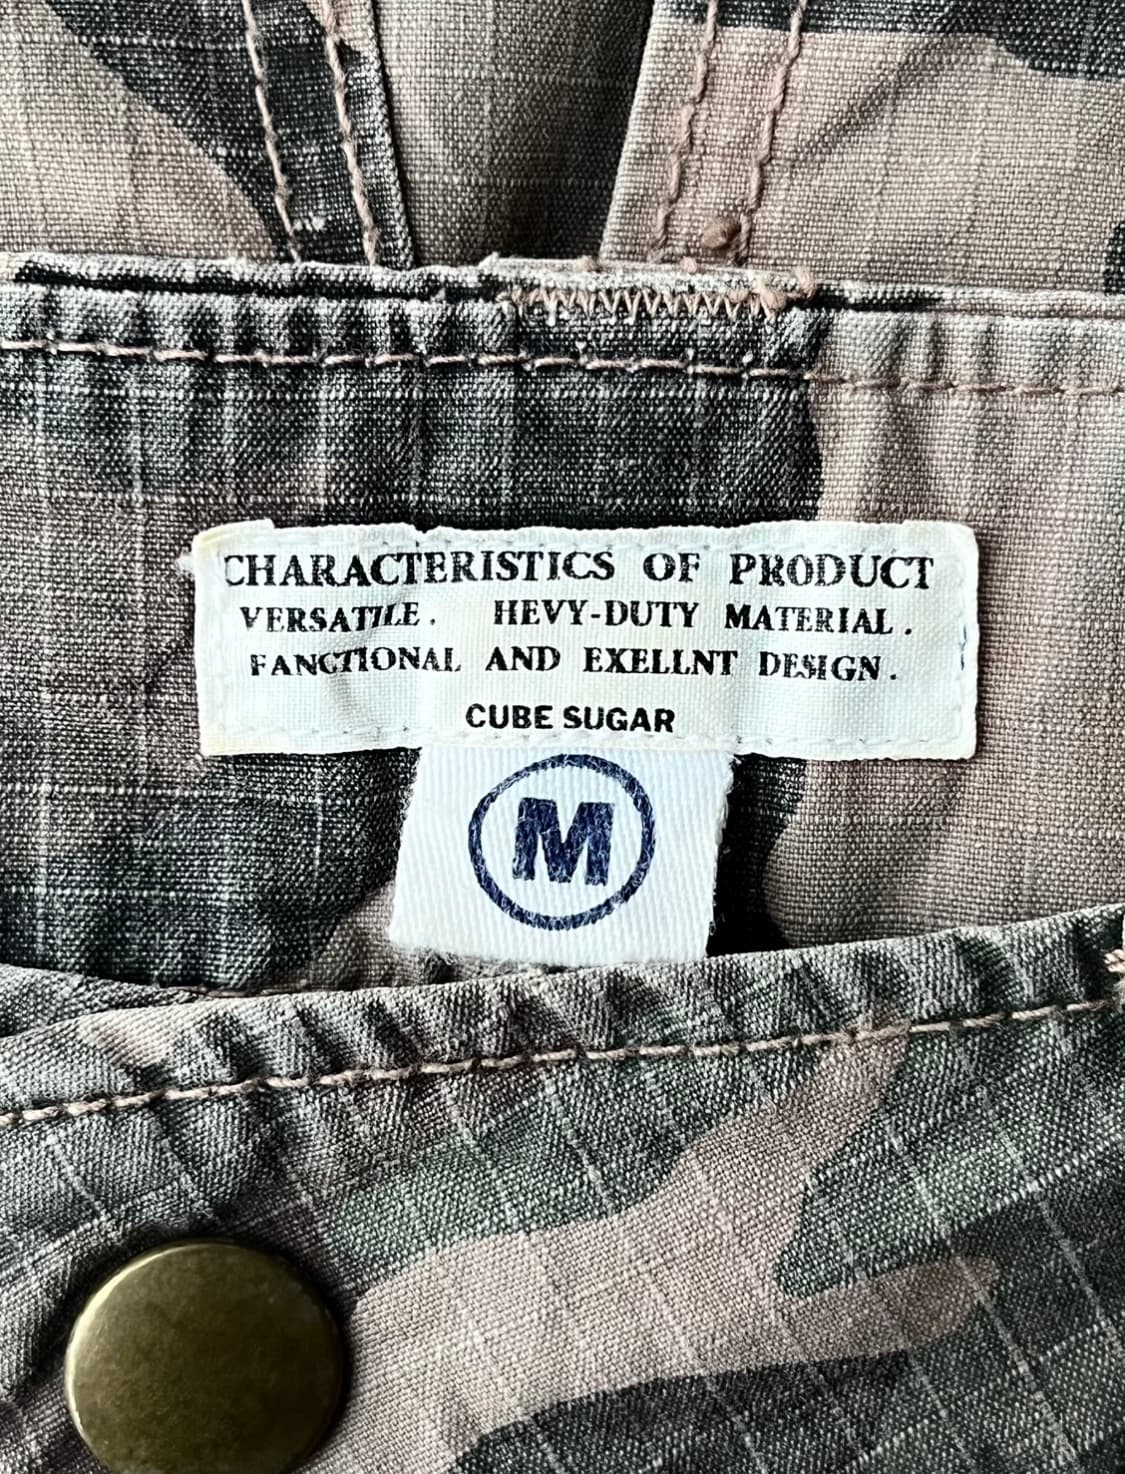 CHARACTERISTICS OF PRODUCT
VERSATILE. HEVY-DUTY MATERIAL.
FANCTIONAL AND EXELLNT DESIGN.
CUBE SUGAR
M